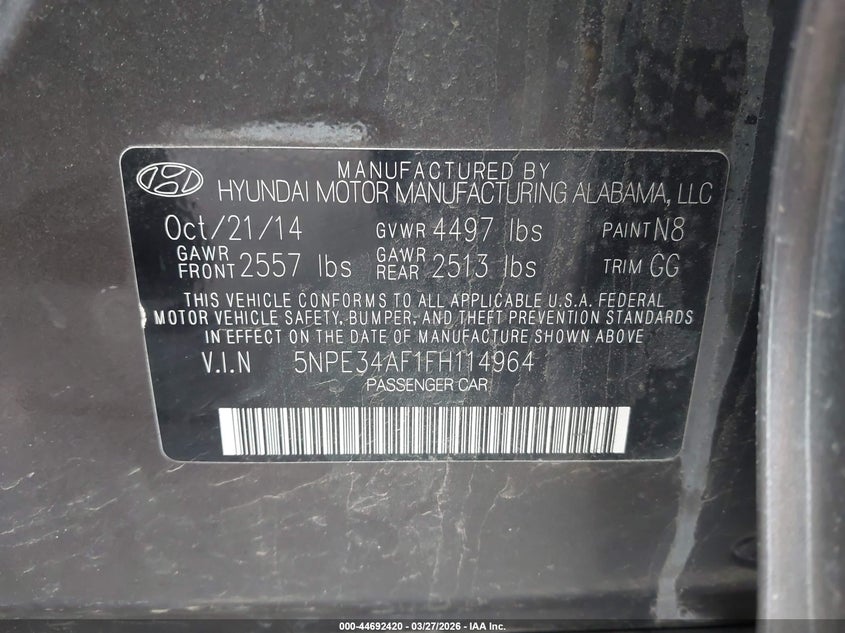 MANUFACTURED BY
HYUNDAI MOTOR MANUFACTURING ALABAMA, LLC
Oct/21/14 GVWR 4497 lbs PAINT N8
GAWR FRONT 2557 lbs GAWR REAR 2513 lbs TRIM GG
THIS VEHICLE CONFORMS TO ALL APPLICABLE U.S.A. FEDERAL
MOTOR VEHICLE SAFETY, BUMPER, AND THEFT PREVENTION STANDARDS
IN EFFECT ON THE DATE OF MANUFACTURE SHOWN ABOVE
V.I.N 5NPE34AF1FH114964
PASSENGER CAR
000-44692420 - 03/27/2026 - IAA Inc.